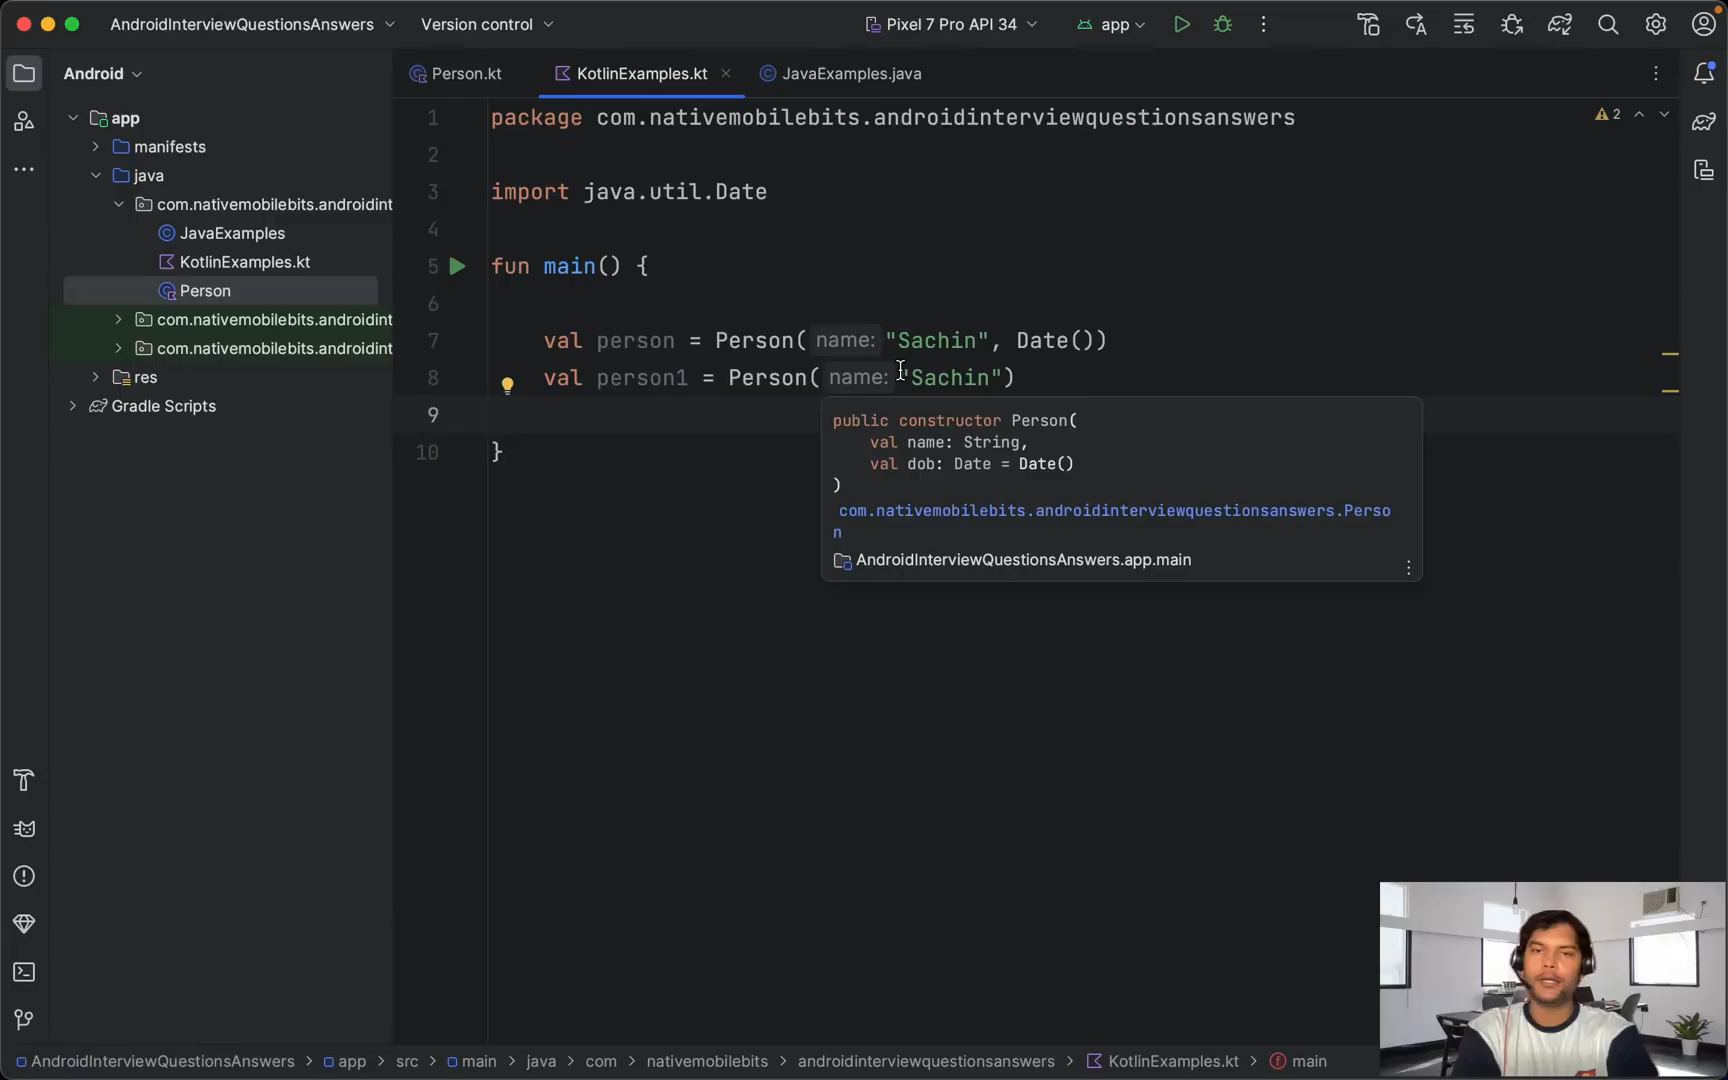 AndroidInterviewQuestionsAnswers Version control Pixel 7 Pro API 34 app
Android
Person.kt KotlinExamples.kt JavaExamples.java
app
manifests
java
com.nativemobilebits.androidint
JavaExamples
KotlinExamples.kt
Person
com.nativemobilebits.androidint
com.nativemobilebits.androidint
res
Gradle Scripts
1 package com.nativemobilebits.androidinterviewquestionsanswers
2
3 import java.util.Date
4
5 fun main() {
6
7 val person = Person( name: "Sachin", Date())
8 val person1 = Person( name: "Sachin")
9
10 }
2
public constructor Person(
val name: String,
val dob: Date = Date()
)
com.nativemobilebits.androidinterviewquestionsanswers.Perso
n
AndroidInterviewQuestionsAnswers.app.main
AndroidInterviewQuestionsAnswers > app > src > main > java > com > nativemobilebits > androidinterviewquestionsanswers > KotlinExamples.kt > main